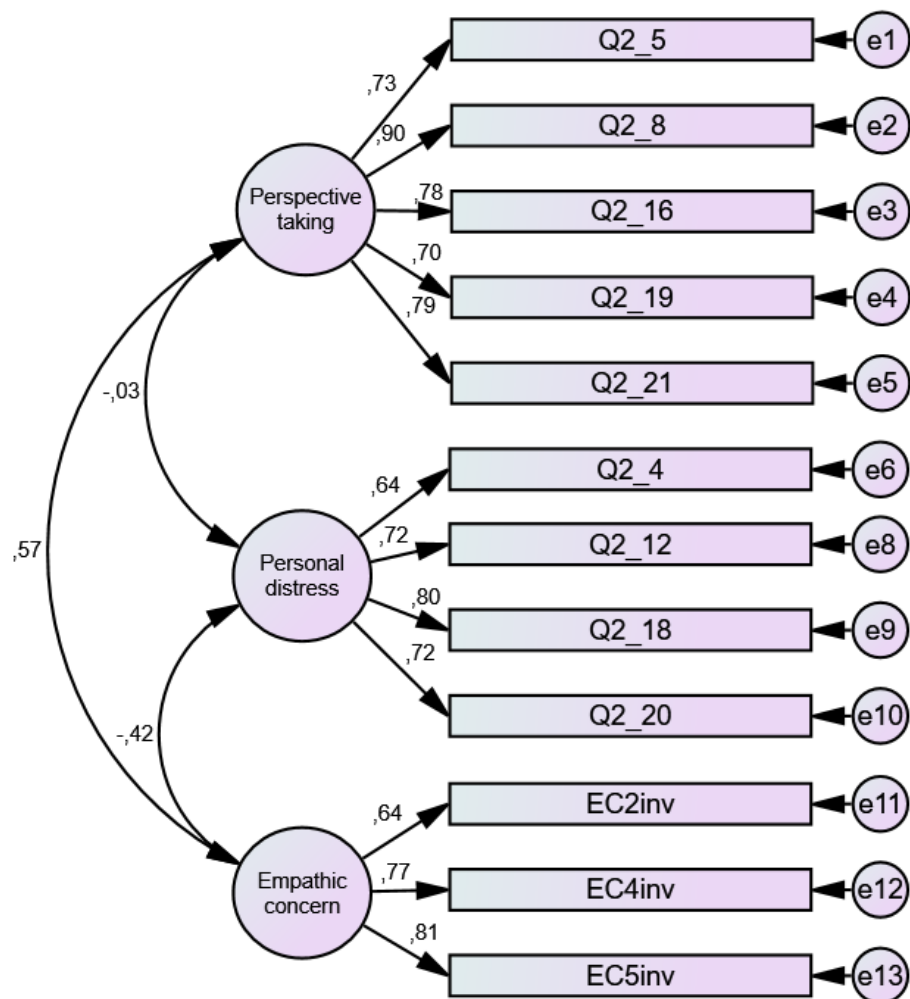 Q2_5
e1
,73
Q2_8
e2
,90
Perspective
taking
Q2_16
e3
,78
Q2_19
e4
,70
Q2_21
e5
,79
-,03
Q2_4
e6
,64
Q2_12
e8
,72
,57
Personal
distress
Q2_18
e9
,80
Q2_20
e10
,72
-,42
EC2inv
e11
,64
Empathic
concern
EC4inv
e12
,77
EC5inv
e13
,81